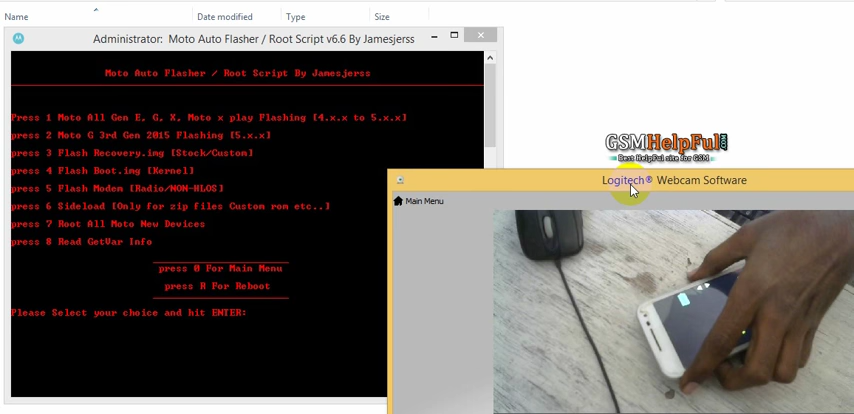 Name
Date modified
Type
Size
Administrator: Moto Auto Flasher / Root Script v6.6 By Jamesjerss
Moto Auto Flasher / Root Script By Jamesjerss
Press 1 Moto All Gen E, G, X, Moto x play Flashing [4.x.x to 5.x.x]
press 2 Moto G 3rd Gen 2015 Flashing [5.x.x]
press 3 Flash Recovery.img [Stock/Custom]
press 4 Flash Boot.img [Kernel]
press 5 Flash Modem [Radio/NON-HLOS]
press 6 Sideload [Only for zip files Custom rom etc..]
press 7 Root All Moto New Devices
press 8 Read GetVar Info
press 0 For Main Menu
press R For Reboot
Please Select your choice and hit ENTER:
GSMHelpFul.COM
Best HelpFul site for GSM
Logitech® Webcam Software
Main Menu